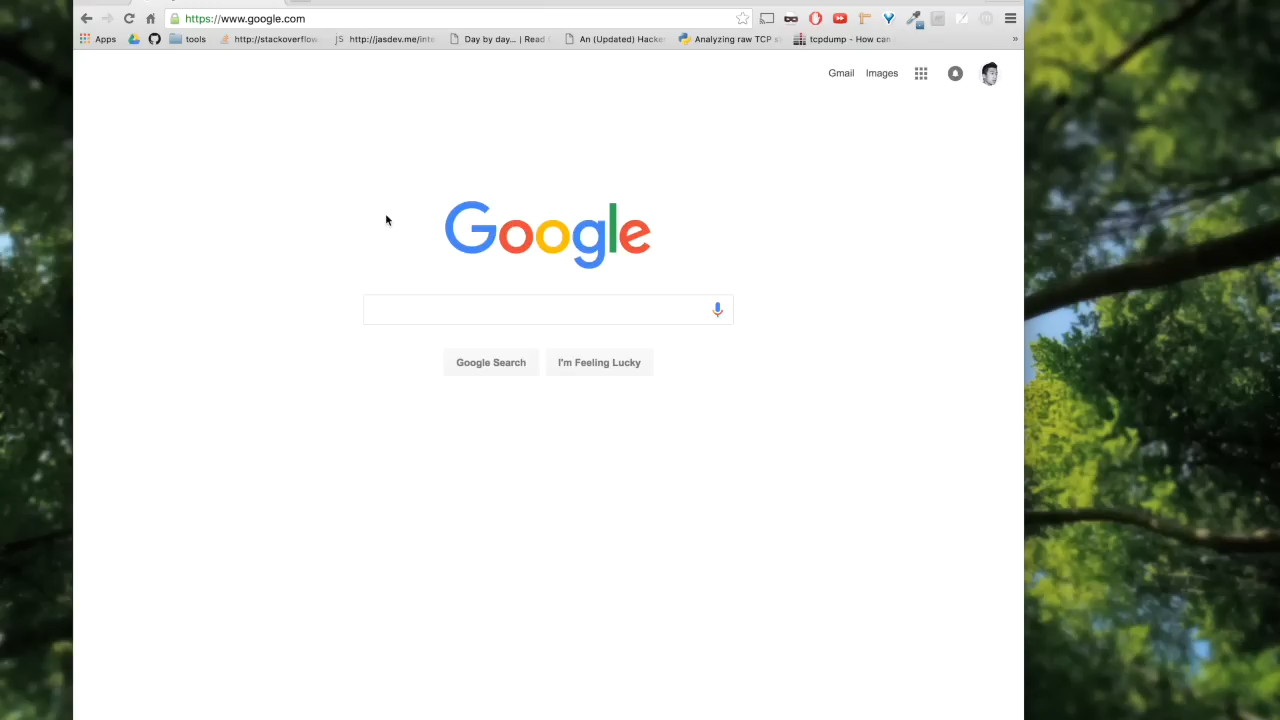 https://www.google.com
Apps tools http://stackoverflow. JS http://jasdev.me/inte Day by day... | Read An (Updated) Hacke Analyzing raw TCP s tcpdump - How can »
Gmail Images
Google
Google Search I'm Feeling Lucky